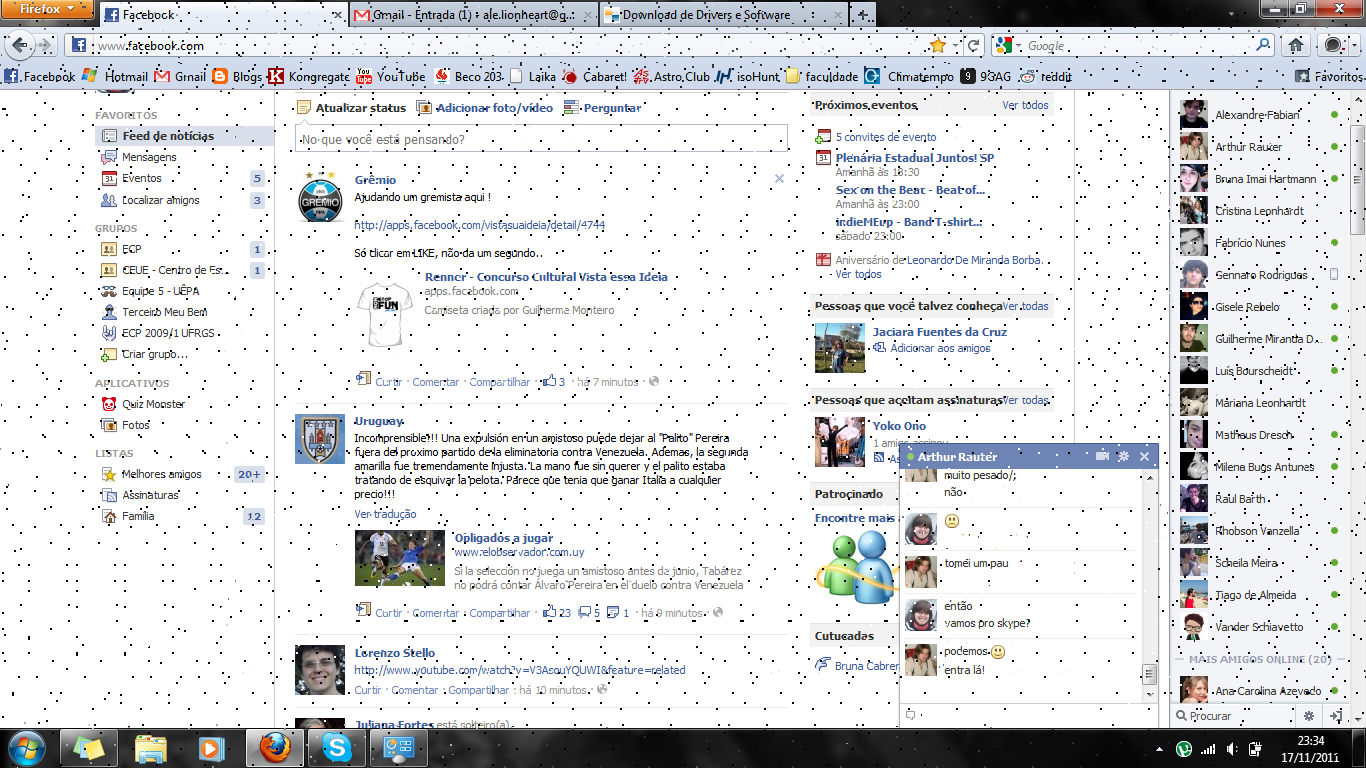 Firefox
Facebook
Gmail - Entrada (1) - ale.lionheart@g...
Download de Drivers e Software
www.facebook.com
Google
Facebook
Hotmail
Gmail
Blogs
Kongregate
YouTube
Beco 203
Laika
Cabaret!
Astro Club
isoHunt
faculdade
Climatempo
93AG
reddit
Favoritos
FAVORITOS
Feed de notícias
Mensagens
Eventos 5
Localizar amigos 3
GRUPOS
ECP 1
CEUE - Centro de Es... 1
Equipe 5 - UÉPA
Terceiro Meu Bem
ECP 2009/1 UFRGS
Criar grupo...
APLICATIVOS
Quiz Monster
Fotos
LISTAS
Melhores amigos 20+
Assinaturas
Família 12
Atualizar status Adicionar foto/vídeo Perguntar
No que você está pensando?
Grêmio
Ajudando um gremista aqui !
http://apps.facebook.com/vistasuaideia/detail/4744
Só clicar em LIKE, não da um segundo..
Renner - Concurso Cultural Vista essa Ideia
apps.facebook.com
Camiseta criada por Guilherme Monteiro
Curtir · Comentar · Compartilhar · 3 · há 7 minutos ·
Uruguay
Incomprensible!!! Una expulsión en un amistoso puede dejar al "Palito" Pereira
fuera del proximo partido de la eliminatoria contra Venezuela. Ademas, la segunda
amarilla fue tremendamente injusta. La mano fue sin querer y el palito estaba
tratando de esquivar la pelota. Parece que tenia que ganar Italia a cualquier
precio!!!
Ver tradução
Obligados a jugar
www.elobservador.com.uy
Si la selección no juega un amistoso antes de junio, Tabárez
no podrá contar Álvaro Pereira en el duelo contra Venezuela
Curtir · Comentar · Compartilhar · 23 5 1 · há 9 minutos ·
Lorenzo Stello
http://www.youtube.com/watch?v=V3AsouYQUWI&feature=related
Curtir · Comentar · Compartilhar · há 10 minutos ·
Juliana Fortes está solteiro(a).
Próximos eventos Ver todos
5 convites de evento
Plenária Estadual Juntos! SP
Amanhã às 18:30
Sex on the Beat - Beat of...
Amanhã às 23:00
indieMEup - Band T-shirt...
sábado 23:00
Aniversário de Leonardo De Miranda Borba
Ver todos
Pessoas que você talvez conheça Ver todas
Jaciara Fuentes da Cruz
Adicionar aos amigos
Pessoas que aceitam assinaturas Ver todas
Yoko Ono
1 amigo assinou
As
Patrocinado
Encontre mais
Cutucadas
Bruna Cabrer
Arthur Rauter
muito pesado/;
não
tomei um pau
então
vamos pro skype?
podemos
entra lá!
Alexandre Fabian
Arthur Rauter
Bruna Imai Hartmann
Cristina Leonhardt
Fabrício Nunes
Gennaro Rodrigues
Gisele Rebelo
Guilherme Miranda D...
Luís Bourscheidt
Mariana Leonhardt
Matheus Dresch
Milena Bugs Antunes
Raul Barth
Rhobson Vanzella
Scheila Meira
Tiago de Almeida
Vander Schiavetto
MAIS AMIGOS ONLINE (20)
Ana Carolina Azevedo
Procurar
23:34
17/11/2011